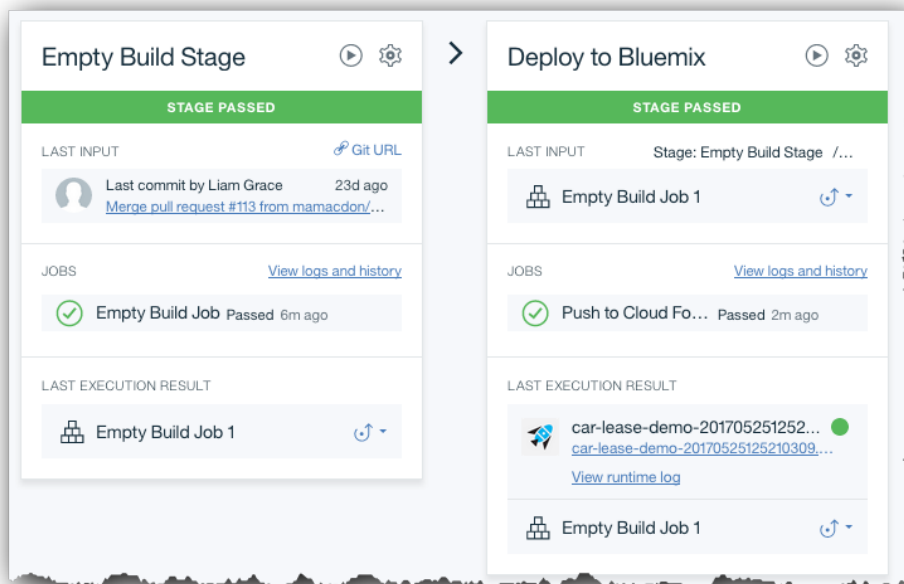 Empty Build Stage
STAGE PASSED
LAST INPUT
Git URL
Last commit by Liam Grace
23d ago
Merge pull request #113 from mamacdon/...
JOBS
View logs and history
Empty Build Job Passed 6m ago
LAST EXECUTION RESULT
Empty Build Job 1
Deploy to Bluemix
STAGE PASSED
LAST INPUT
Stage: Empty Build Stage /...
Empty Build Job 1
JOBS
View logs and history
Push to Cloud Fo... Passed 2m ago
LAST EXECUTION RESULT
car-lease-demo-201705251252...
car-lease-demo-20170525125210309....
View runtime log
Empty Build Job 1